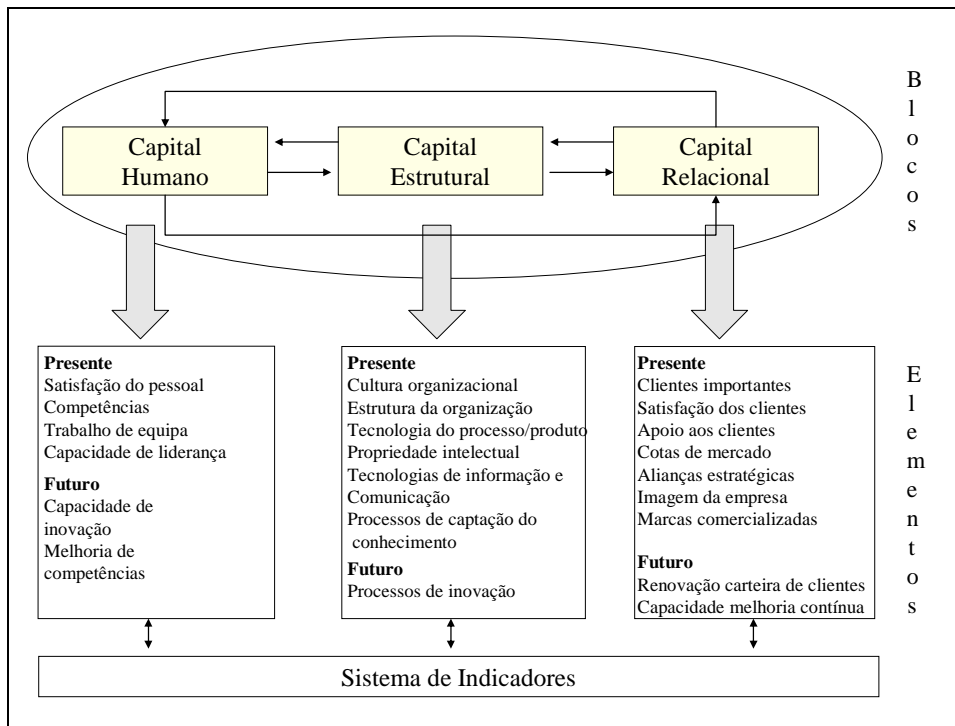 Capital
Humano
Capital
Estrutural
Capital
Relacional
Blocos
Presente
Satisfação do pessoal
Competências
Trabalho de equipa
Capacidade de liderança
Futuro
Capacidade de
inovação
Melhoria de
competências
Presente
Cultura organizacional
Estrutura da organização
Tecnologia do processo/produto
Propriedade intelectual
Tecnologias de informação e
Comunicação
Processos de captação do
conhecimento
Futuro
Processos de inovação
Presente
Clientes importantes
Satisfação dos clientes
Apoio aos clientes
Cotas de mercado
Alianças estratégicas
Imagem da empresa
Marcas comercializadas
Futuro
Renovação carteira de clientes
Capacidade melhoria contínua
Elementos
Sistema de Indicadores